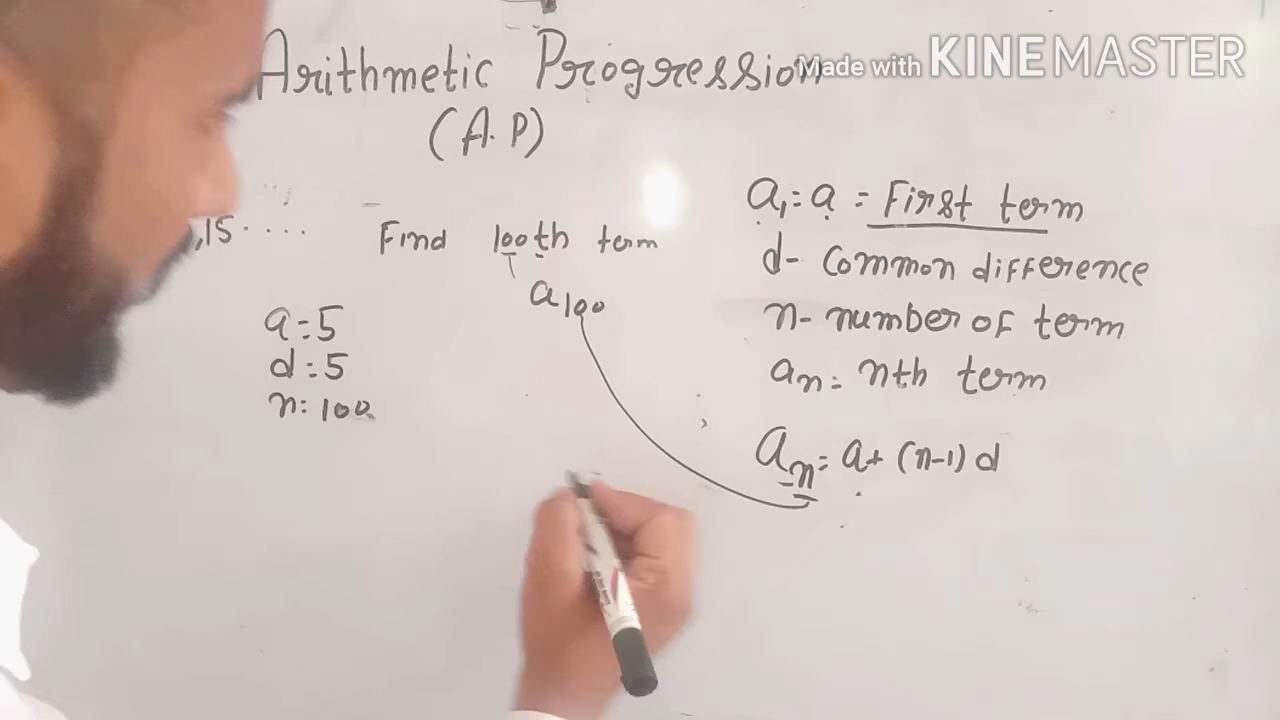 Arithmetic Progression
Made with KINEMASTER
(A.P)
,15.... Find 100th term
a100
a=5
d=5
n=100
a1=a = First term
d- Common difference
n- number of term
an= nth term
an= a+ (n-1) d